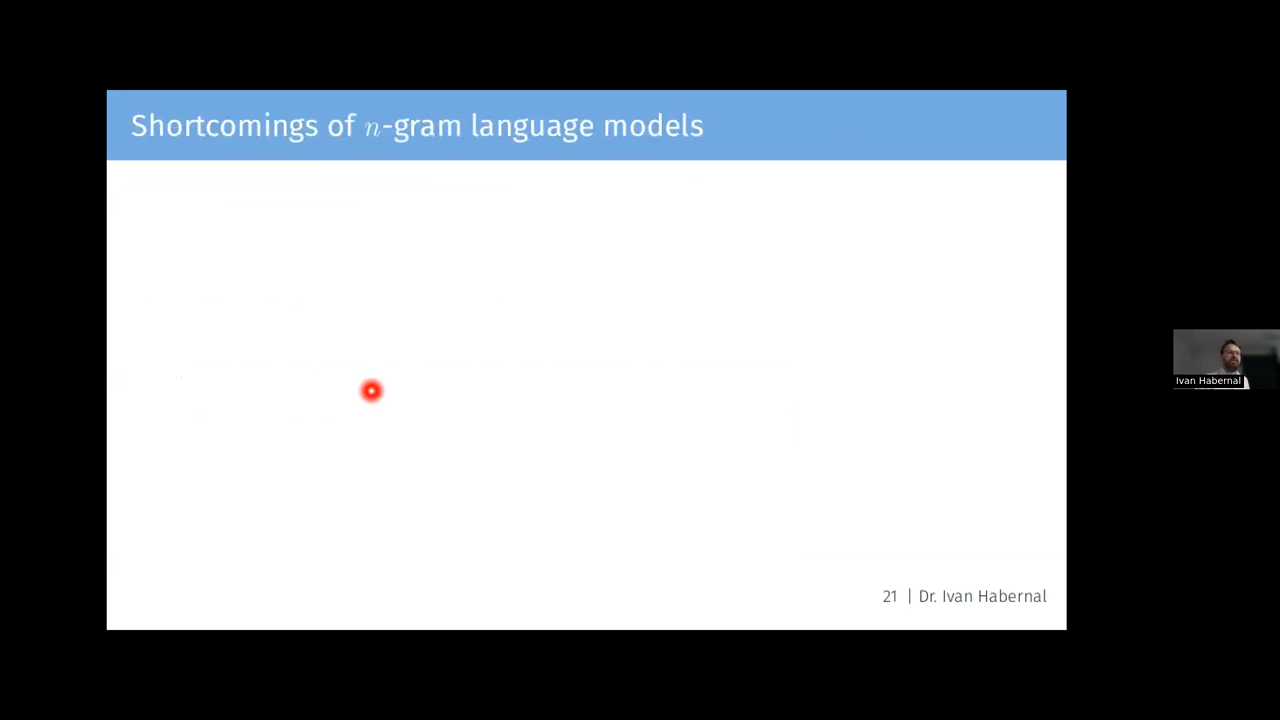 Shortcomings of n-gram language models
Ivan Habernal
21 | Dr. Ivan Habernal